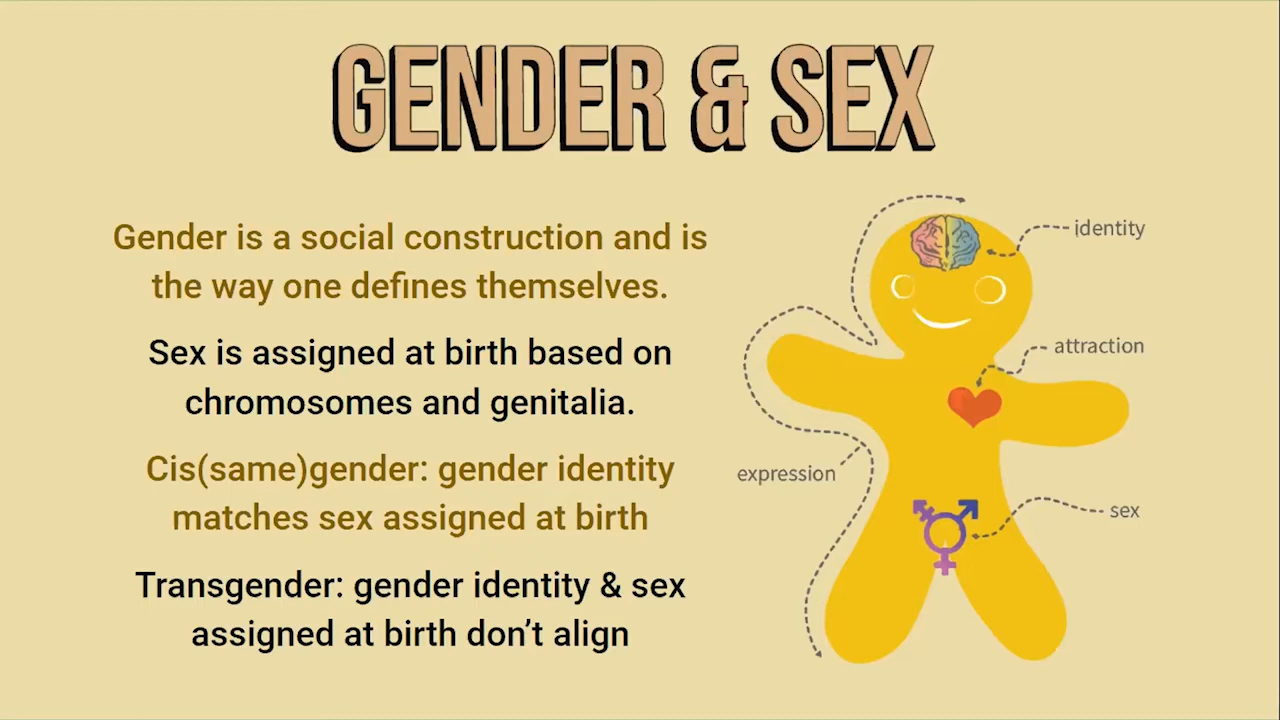 GENDER & SEX
Gender is a social construction and is
the way one defines themselves.
Sex is assigned at birth based on
chromosomes and genitalia.
Cis(same)gender: gender identity
matches sex assigned at birth
Transgender: gender identity & sex
assigned at birth don’t align
identity
attraction
expression
sex